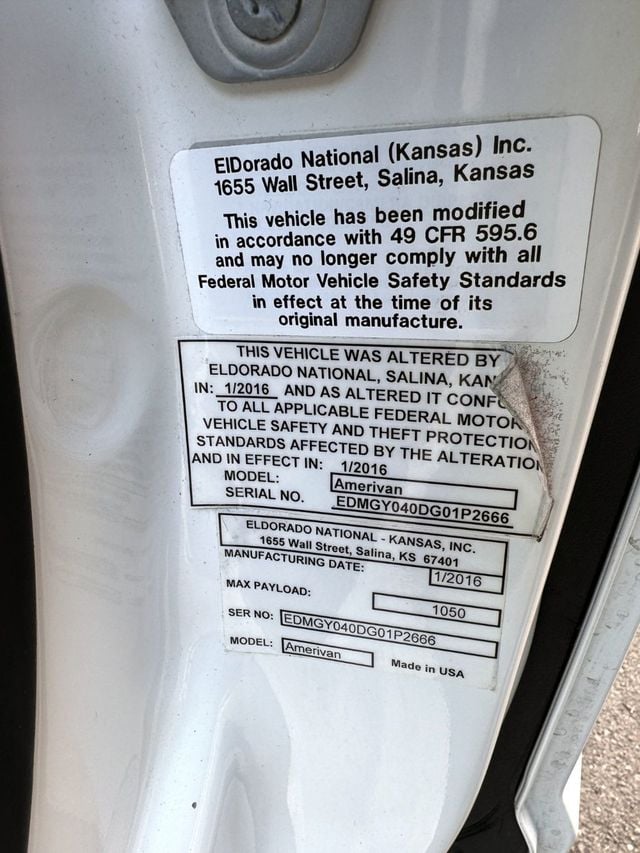 ElDorado National (Kansas) Inc.
1655 Wall Street, Salina, Kansas
This vehicle has been modified
in accordance with 49 CFR 595.6
and may no longer comply with all
Federal Motor Vehicle Safety Standards
in effect at the time of its
original manufacture.
THIS VEHICLE WAS ALTERED BY
ELDORADO NATIONAL, SALINA, KAN
IN: 1/2016 AND AS ALTERED IT CONF
TO ALL APPLICABLE FEDERAL MOTOR
VEHICLE SAFETY AND THEFT PROTECTION
STANDARDS AFFECTED BY THE ALTERATION
AND IN EFFECT IN: 1/2016
MODEL: Amerivan
SERIAL NO. EDMGY040DG01P2666
ELDORADO NATIONAL - KANSAS, INC.
1655 Wall Street, Salina, KS 67401
MANUFACTURING DATE: 1/2016
MAX PAYLOAD: 1050
SER NO: EDMGY040DG01P2666
MODEL: Amerivan Made in USA